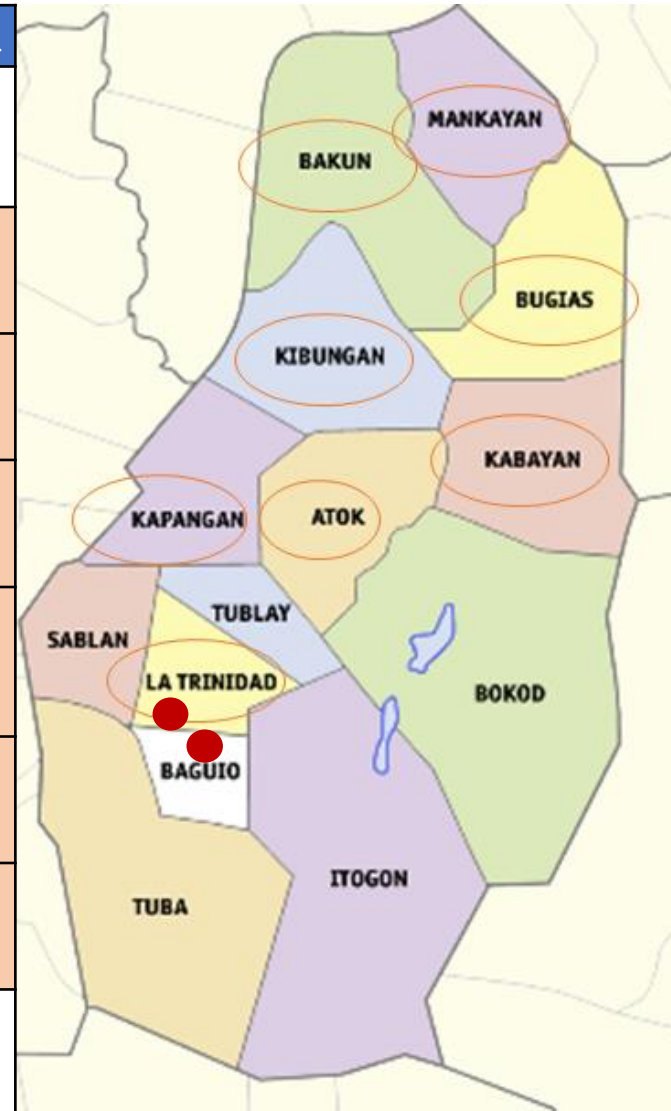 MANKAYAN
BAKUN
BUGIAS
KIBUNGAN
KABAYAN
KAPANGAN
ATOK
TUBLAY
SABLAN
LA TRINIDAD
BOKOD
BAGUIO
ITOGON
TUBA